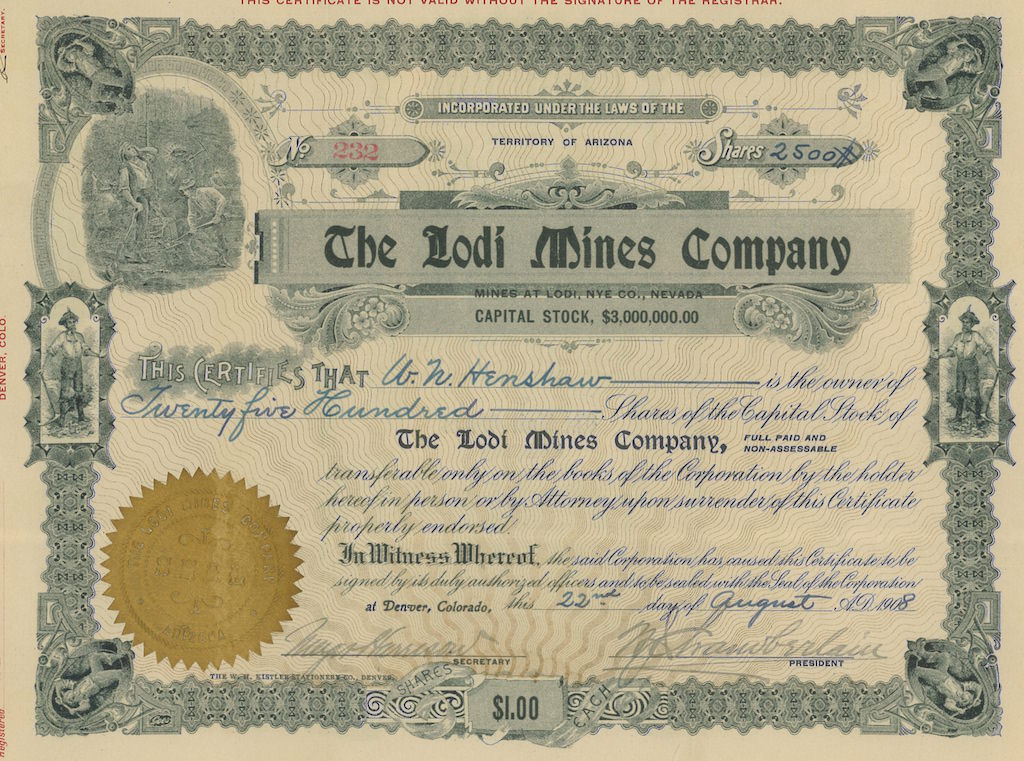 THIS CERTIFICATE IS NOT VALID WITHOUT THE SIGNATURE OF THE REGISTRAR.
SECRETARY.
INCORPORATED UNDER THE LAWS OF THE
TERRITORY OF ARIZONA
No 232
Shares 2500
The Lodi Mines Company
MINES AT LODI, NYE CO., NEVADA
CAPITAL STOCK, $3,000,000.00
DENVER, COLO.
THIS CERTIFIES THAT W. N. Henshaw is the owner of
Twenty five Hundred Shares of the Capital Stock of
The Lodi Mines Company, FULL PAID AND
NON-ASSESSABLE
transferable only on the books of the Corporation by the holder
hereof in person or by Attorney upon surrender of this Certificate
properly endorsed.
In Witness Whereof, the said Corporation has caused this Certificate to be
signed by its duly authorized officers and to be sealed with the Seal of the Corporation
at Denver, Colorado, this 22nd day of August A.D. 1908
THE LODI MINES COMPANY
ARIZONA
SECRETARY
PRESIDENT
THE W. H. KISTLER STATIONERY CO., DENVER
SHARES $1.00 EACH
Registered